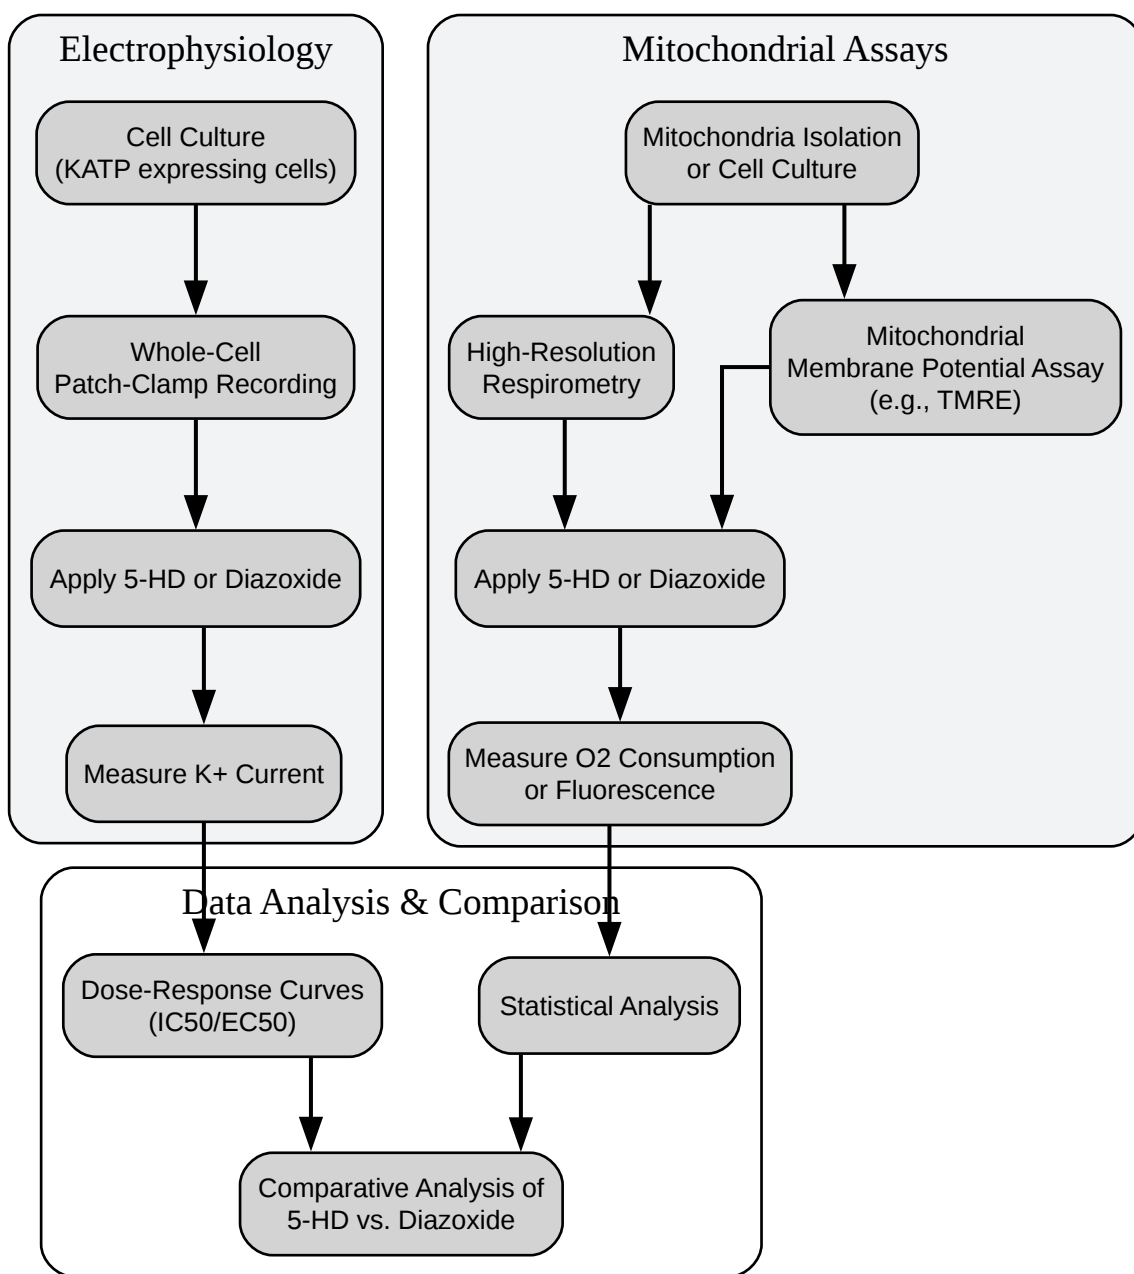 Electrophysiology
Cell Culture
(KATP expressing cells)
Whole-Cell
Patch-Clamp Recording
Apply 5-HD or Diazoxide
Measure K+ Current
Mitochondrial Assays
Mitochondria Isolation
or Cell Culture
High-Resolution
Respirometry
Mitochondrial
Membrane Potential Assay
(e.g., TMRE)
Apply 5-HD or Diazoxide
Measure O2 Consumption
or Fluorescence
Data Analysis & Comparison
Dose-Response Curves
(IC50/EC50)
Statistical Analysis
Comparative Analysis of
5-HD vs. Diazoxide